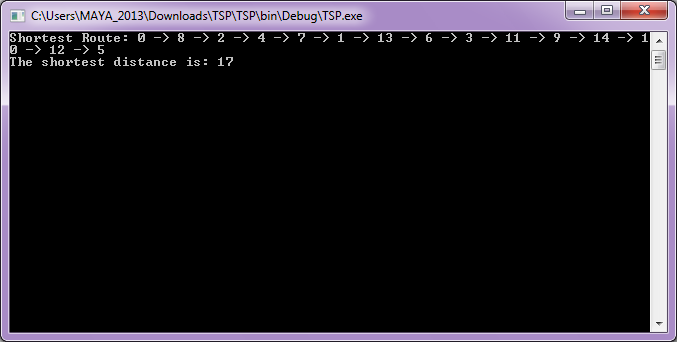 C:\Users\MAYA_2013\Downloads\TSP\TSP\bin\Debug\TSP.exe
Shortest Route: 0 -> 8 -> 2 -> 4 -> 7 -> 1 -> 13 -> 6 -> 3 -> 11 -> 9 -> 14 -> 1
0 -> 12 -> 5
The shortest distance is: 17